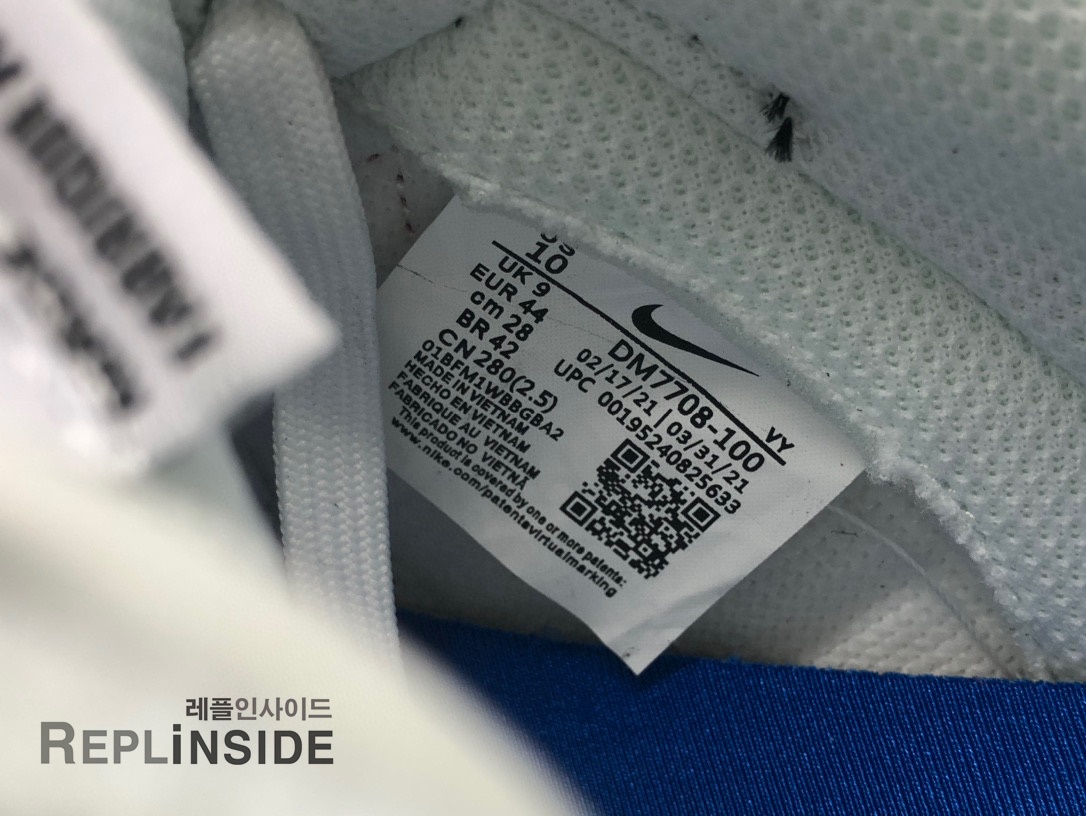 US
10
UK 9
EUR 44
cm 28
BR 42
CN 280(2.5)
01BFM1WBBGBA2
MADE IN VIETNAM
HECHO EN VIETNAM
FABRIQUE AU VIETNAM
FABRICADO NO VIETNÃ
This product is covered by one or more patents:
www.nike.com/patentsvirtualmarking
DM7708-100
VY
02/17/21 | 03/31/21
UPC 00195240825633
레플인사이드
REPLiNSIDE